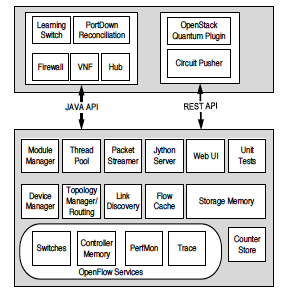 Learning
Switch
PortDown
Reconciliation
OpenStack
Quantum Plugin
Firewall
VNF
Hub
Circuit Pusher
JAVA API
REST API
Module
Manager
Thread
Pool
Packet
Streamer
Jython
Server
Web UI
Unit
Tests
Device
Manager
Topology
Manager/
Routing
Link
Discovery
Flow
Cache
Storage Memory
Switches
Controller
Memory
PerfMon
Trace
Counter
Store
OpenFlow Services